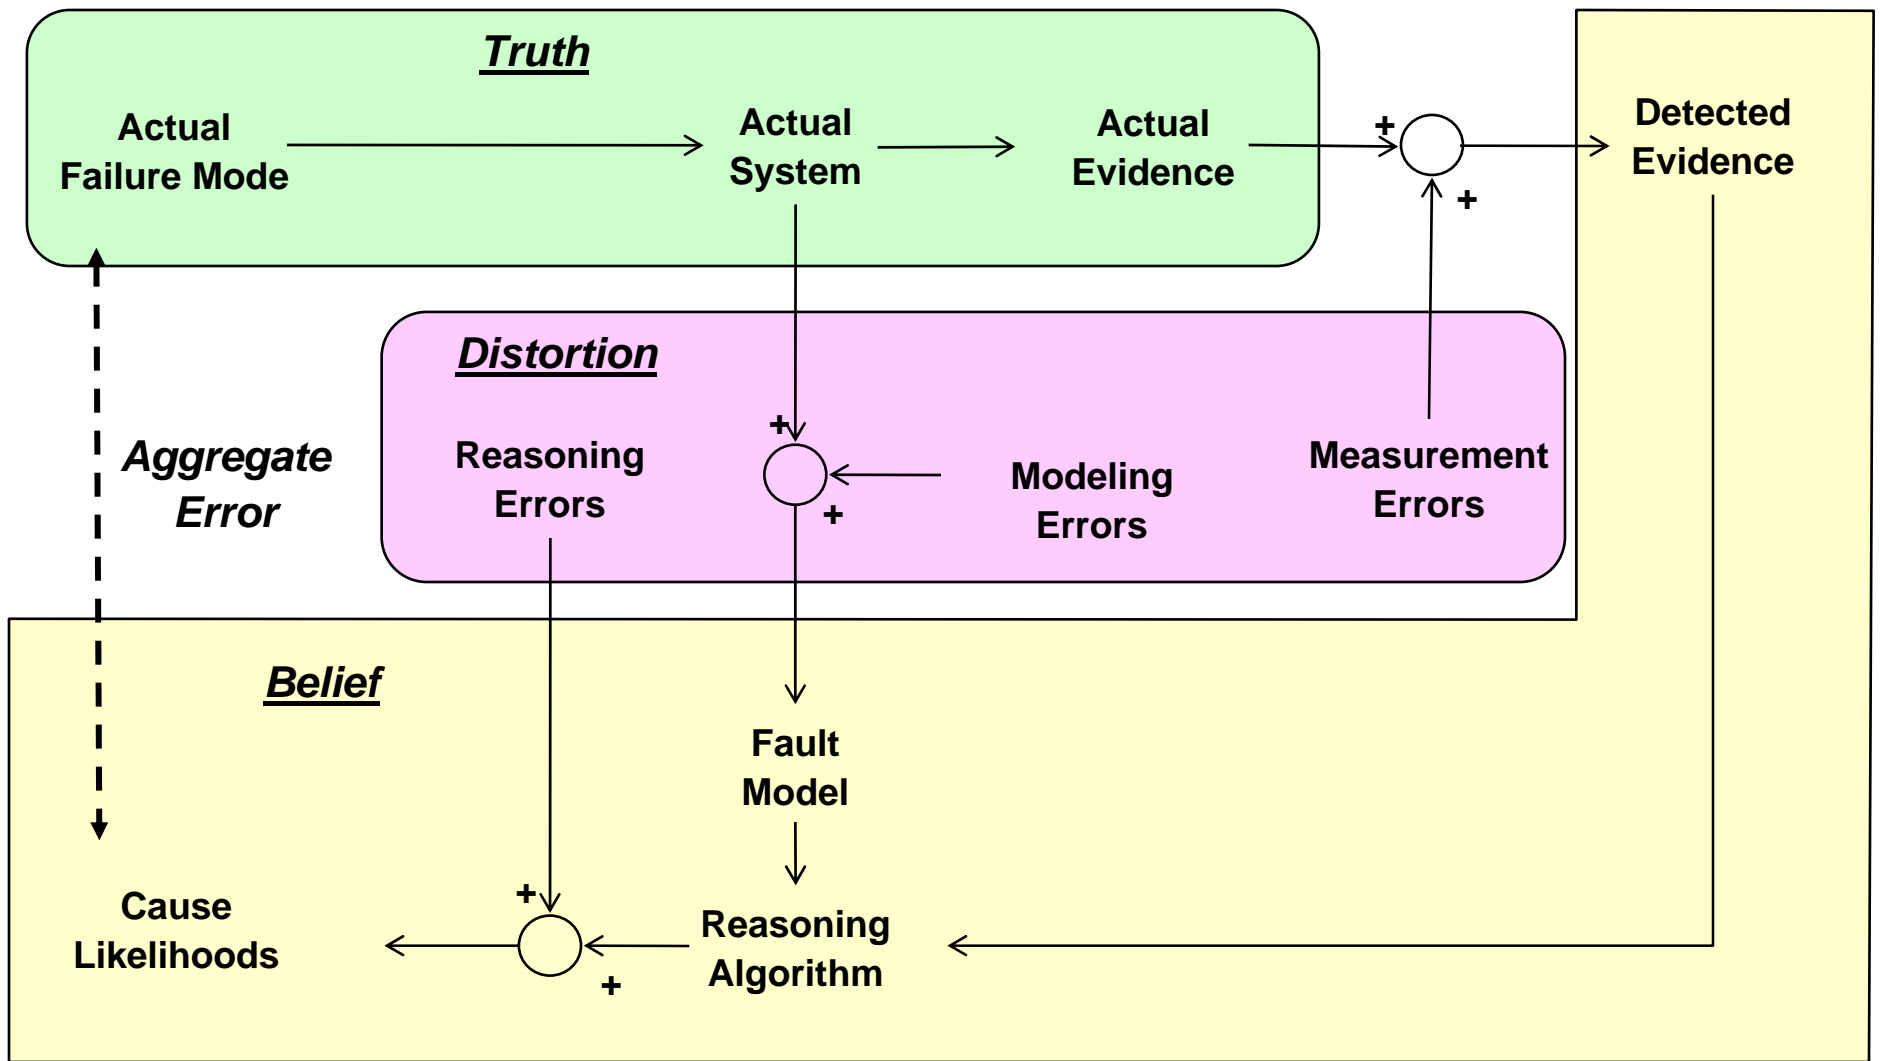 Truth
Actual
Failure Mode
Actual
System
Actual
Evidence
+
+
Detected
Evidence
Distortion
Reasoning
Errors
+
+
Modeling
Errors
Measurement
Errors
Aggregate
Error
Belief
Fault
Model
Cause
Likelihoods
+
+
Reasoning
Algorithm